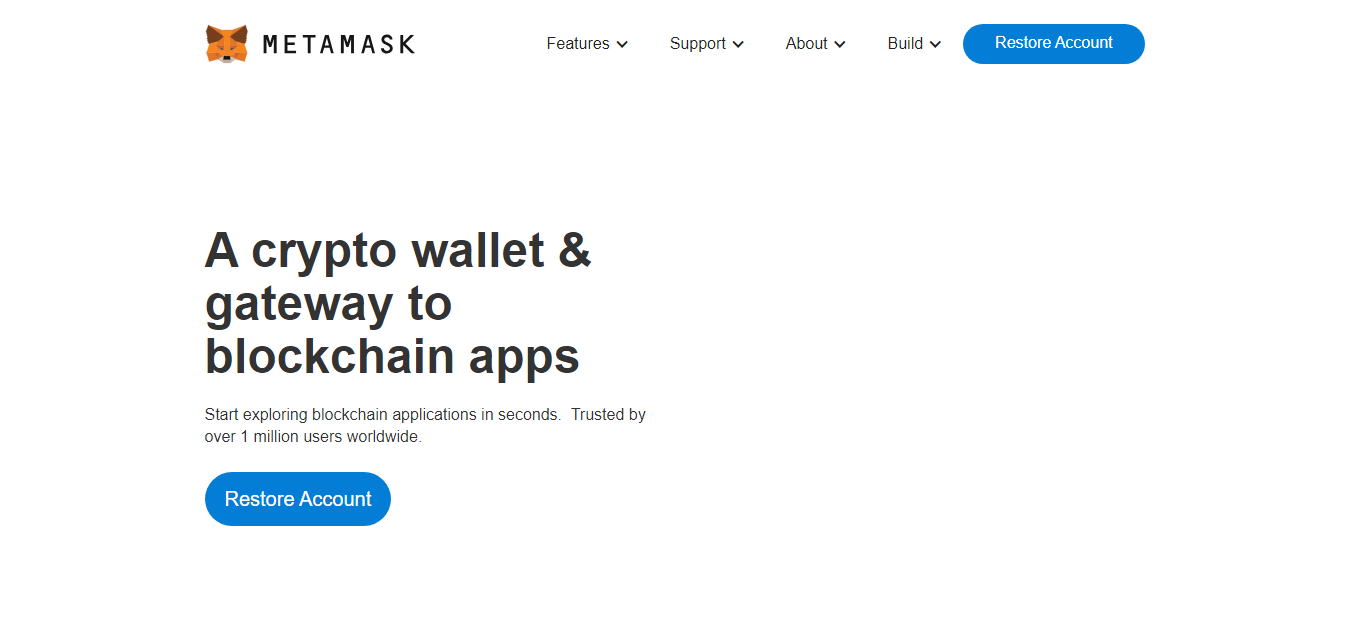 METAMASK
Features
Support
About
Build
Restore Account
A crypto wallet &
gateway to
blockchain apps
Start exploring blockchain applications in seconds.  Trusted by
over 1 million users worldwide.
Restore Account